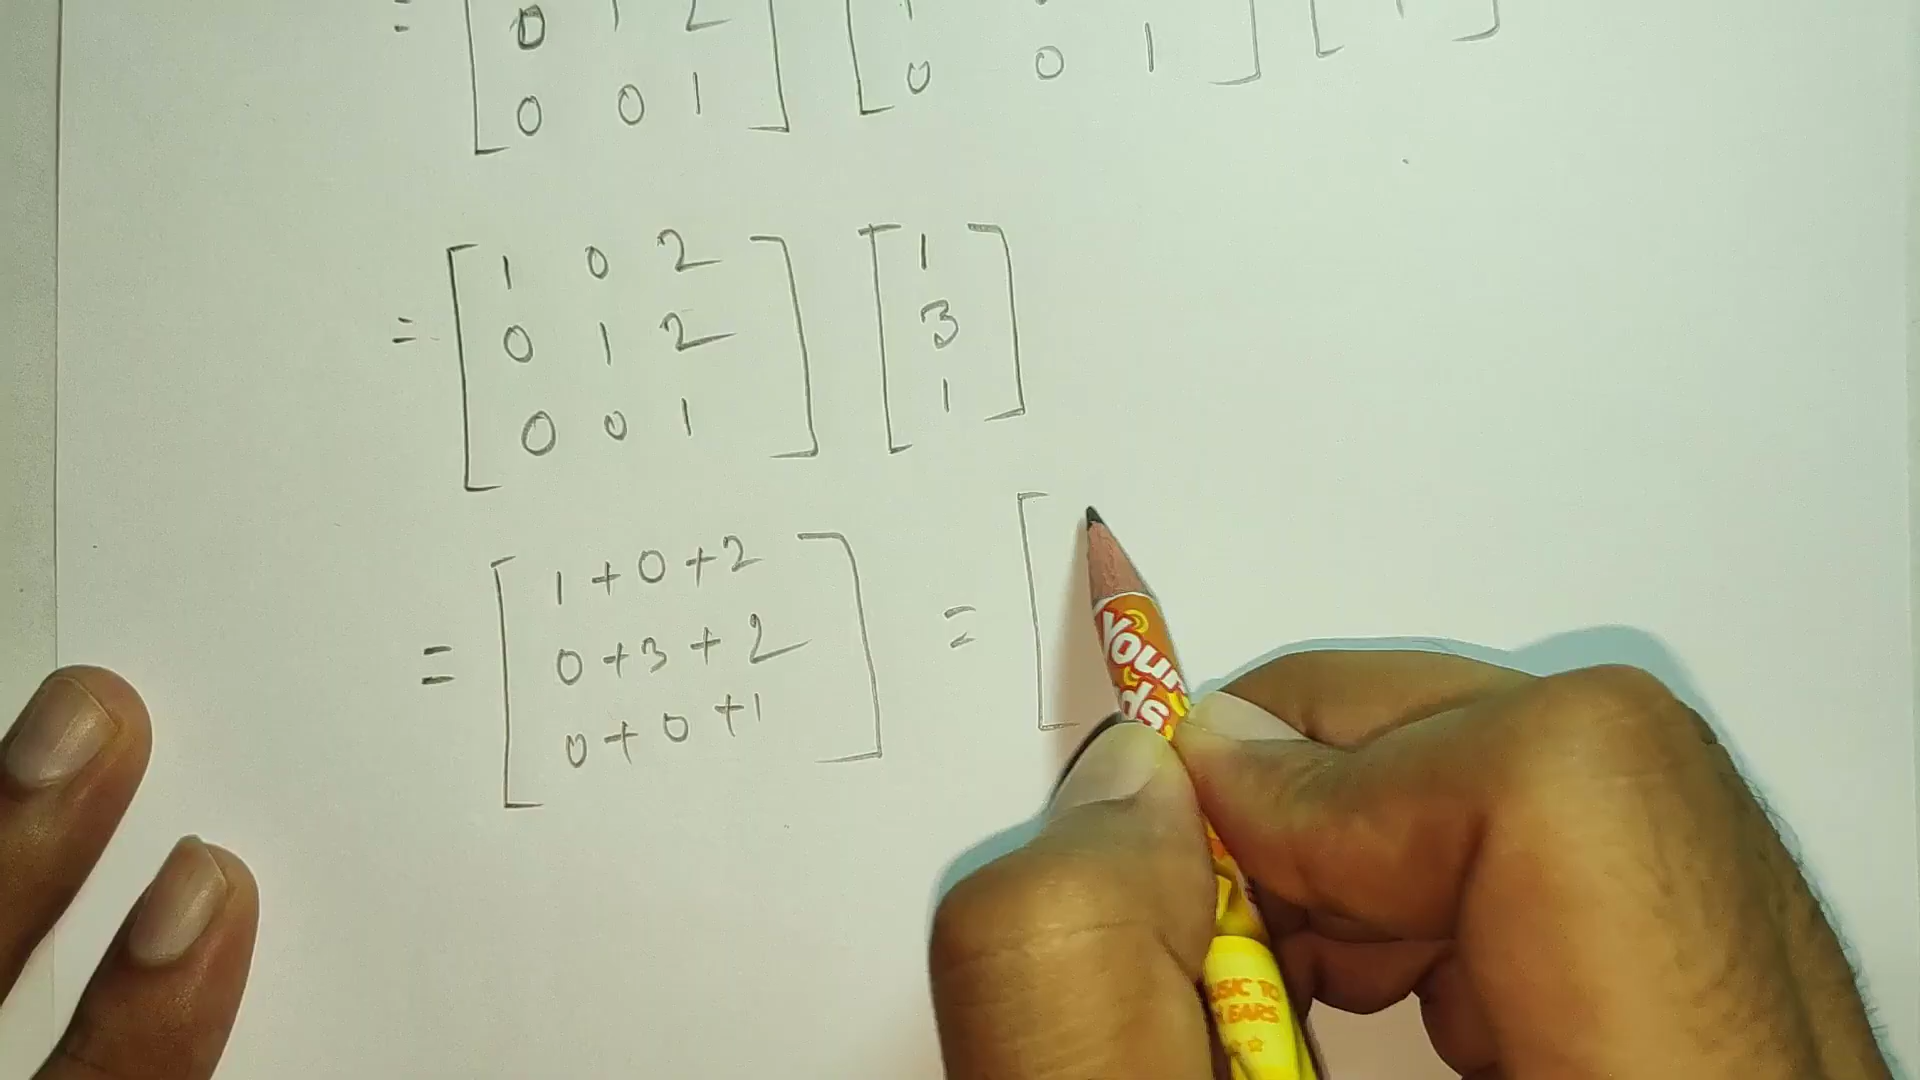 = 0 1 2
0 0 1 0 0 1
1 0 2 1
= 0 1 2 3
0 0 1 1
1 + 0 + 2
= 0 + 3 + 2 =
0 + 0 + 1
Your